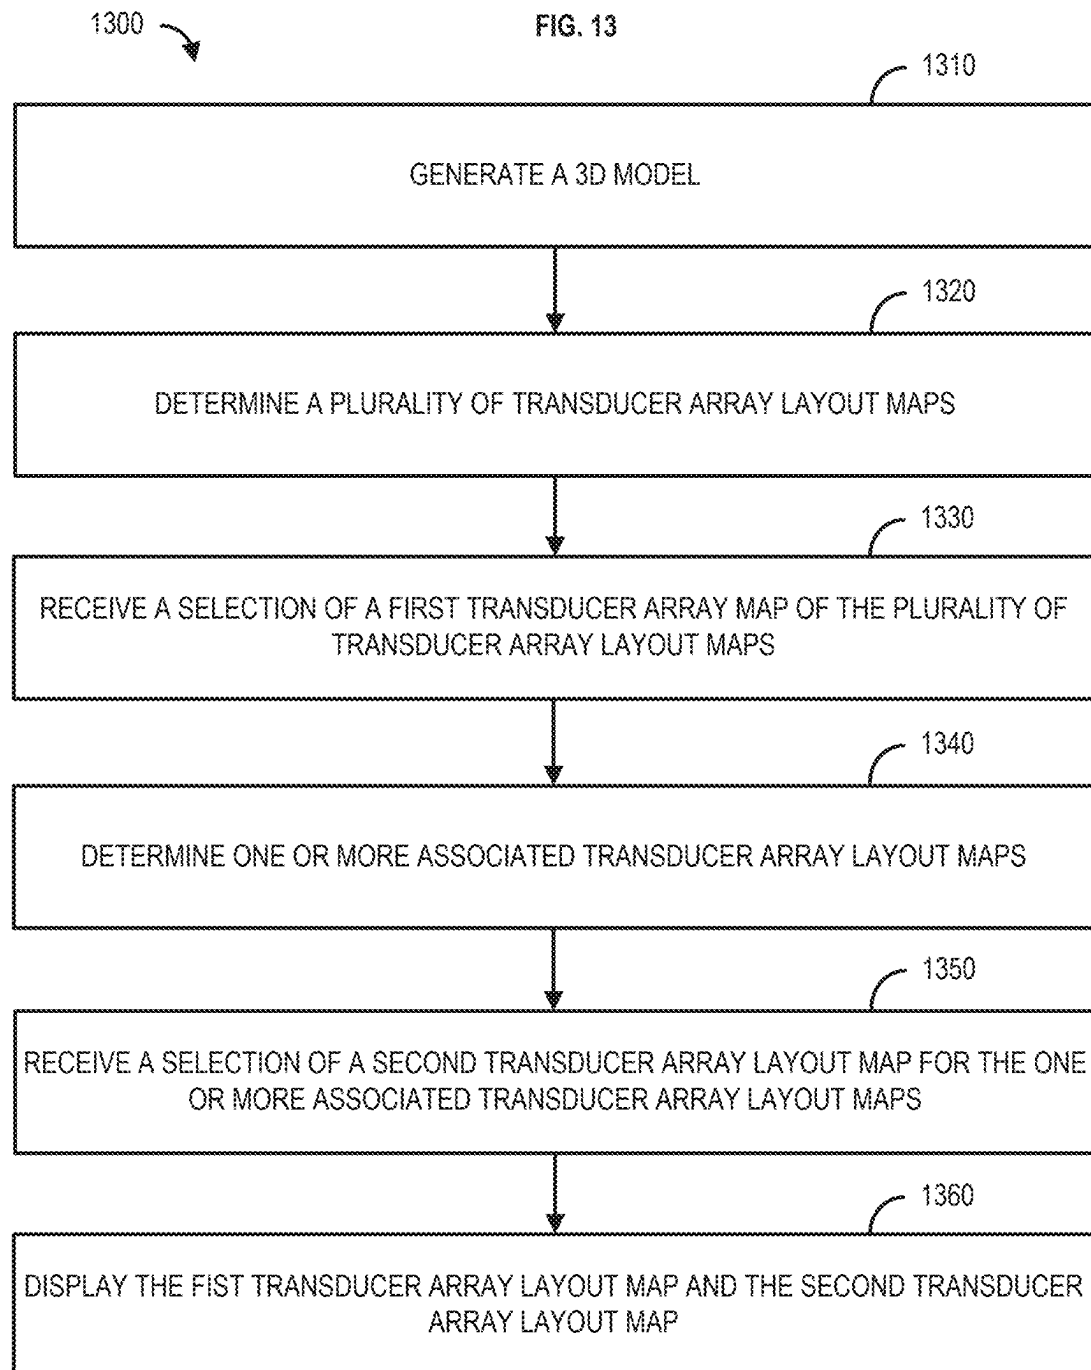 1300
FIG. 13
1310
GENERATE A 3D MODEL
1320
DETERMINE A PLURALITY OF TRANSDUCER ARRAY LAYOUT MAPS
1330
RECEIVE A SELECTION OF A FIRST TRANSDUCER ARRAY MAP OF THE PLURALITY OF
TRANSDUCER ARRAY LAYOUT MAPS
1340
DETERMINE ONE OR MORE ASSOCIATED TRANSDUCER ARRAY LAYOUT MAPS
1350
RECEIVE A SELECTION OF A SECOND TRANSDUCER ARRAY LAYOUT MAP FOR THE ONE
OR MORE ASSOCIATED TRANSDUCER ARRAY LAYOUT MAPS
1360
DISPLAY THE FIST TRANSDUCER ARRAY LAYOUT MAP AND THE SECOND TRANSDUCER
ARRAY LAYOUT MAP